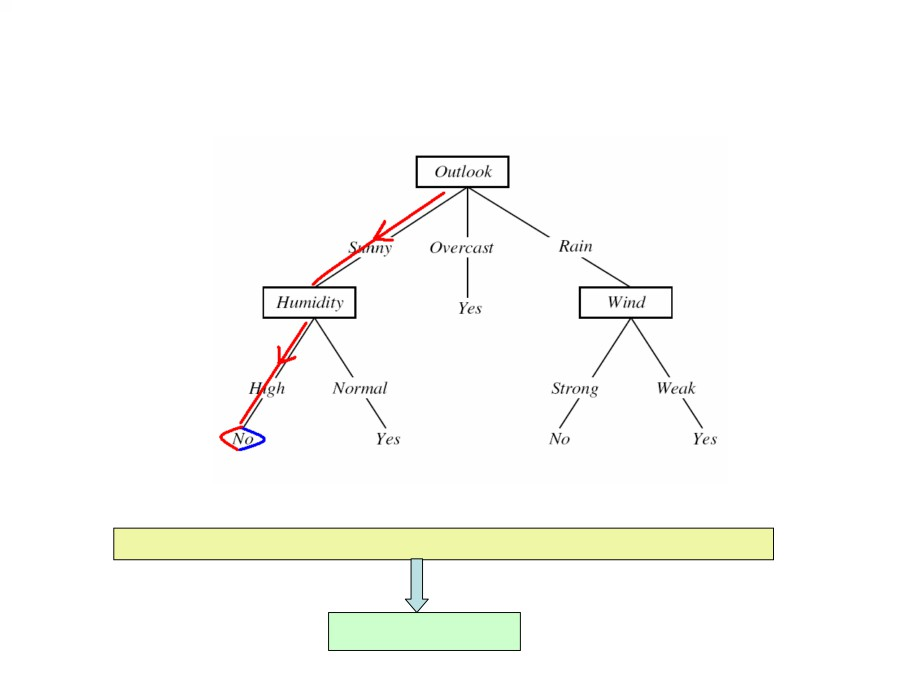 Outlook
Sunny Overcast Rain
Humidity Yes Wind
High Normal Strong Weak
No Yes No Yes